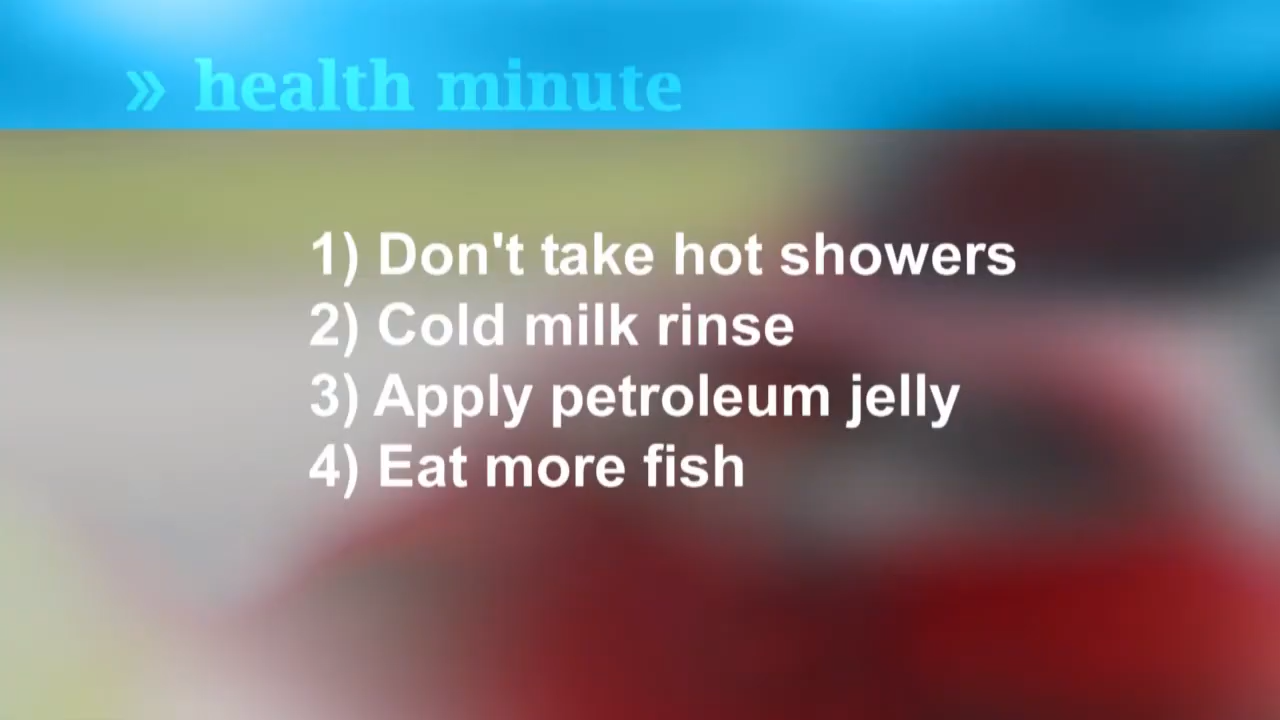 » health minute
1) Don't take hot showers
2) Cold milk rinse
3) Apply petroleum jelly
4) Eat more fish